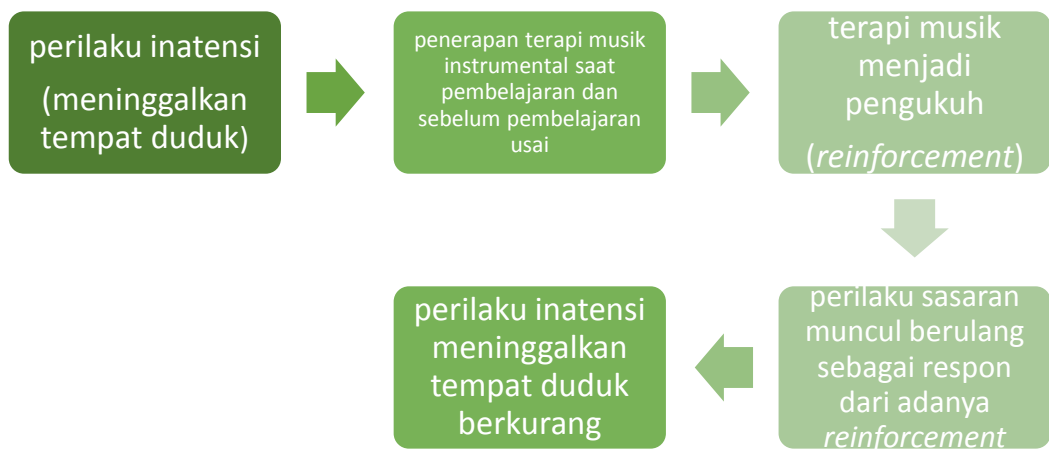 perilaku inatensi
(meninggalkan
tempat duduk)
penerapan terapi musik
instrumental saat
pembelajaran dan
sebelum pembelajaran
usai
terapi musik
menjadi
pengukuh
(reinforcement)
perilaku sasaran
muncul berulang
sebagai respon
dari adanya
reinforcement
perilaku inatensi
meninggalkan
tempat duduk
berkurang